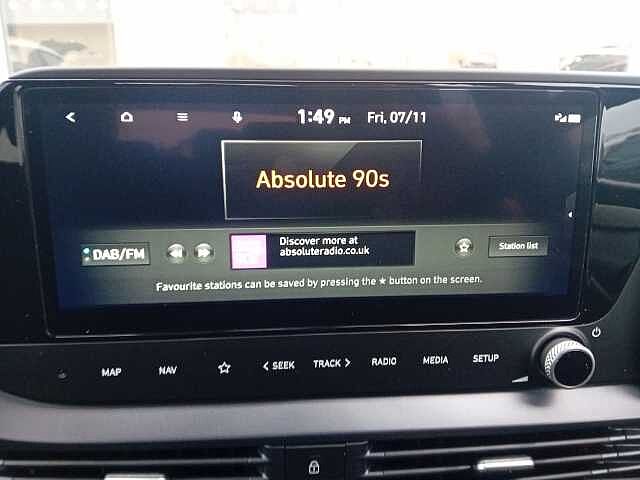 1:49 PM Fri, 07/11
Absolute 90s
DAB/FM
Discover more at
absoluteradio.co.uk
Station list
Favourite stations can be saved by pressing the ★ button on the screen.
MAP NAV < SEEK TRACK > RADIO MEDIA SETUP